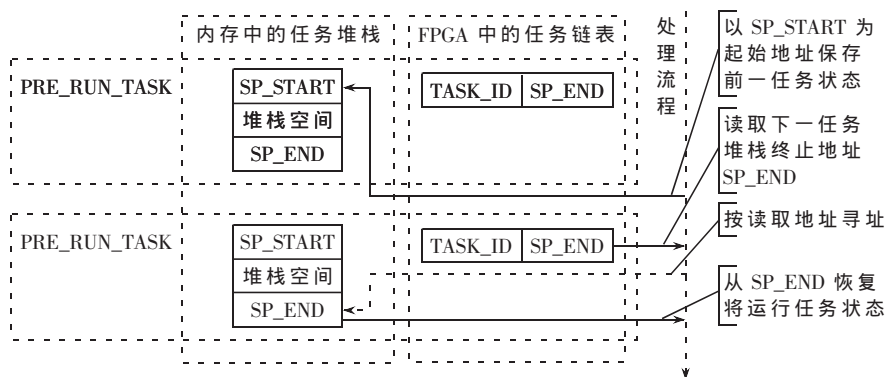 内存中的任务堆栈
FPGA 中的任务链表
处理流程
PRE_RUN_TASK
SP_START
堆栈空间
SP_END
TASK_ID
SP_END
PRE_RUN_TASK
SP_START
堆栈空间
SP_END
TASK_ID
SP_END
以 SP_START 为
起始地址保存
前一任务状态
读取下一任务
堆栈终止地址
SP_END
按读取地址寻址
从 SP_END 恢复
将运行任务状态